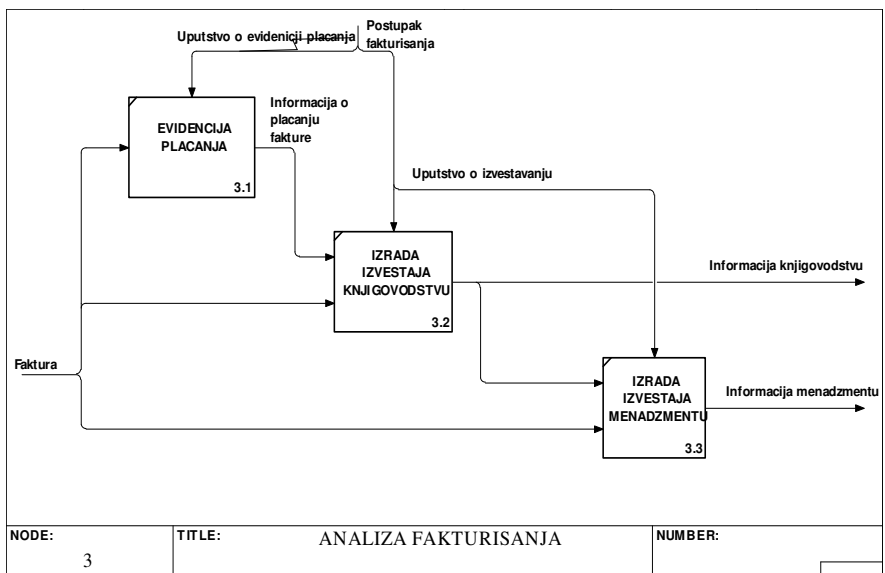 Uputstvo o evidenciji placanja
Postupak
fakturisanja
EVIDENCIJA
PLACANJA
3.1
Informacija o
placanju
fakture
Uputstvo o izvestavanju
IZRADA
IZVESTAJA
KNJIGOVODSTVU
3.2
Informacija knjigovodstvu
Faktura
IZRADA
IZVESTAJA
MENADZMENTU
3.3
Informacija menadzmentu
NODE:
3
TITLE:
ANALIZA FAKTURISANJA
NUMBER: